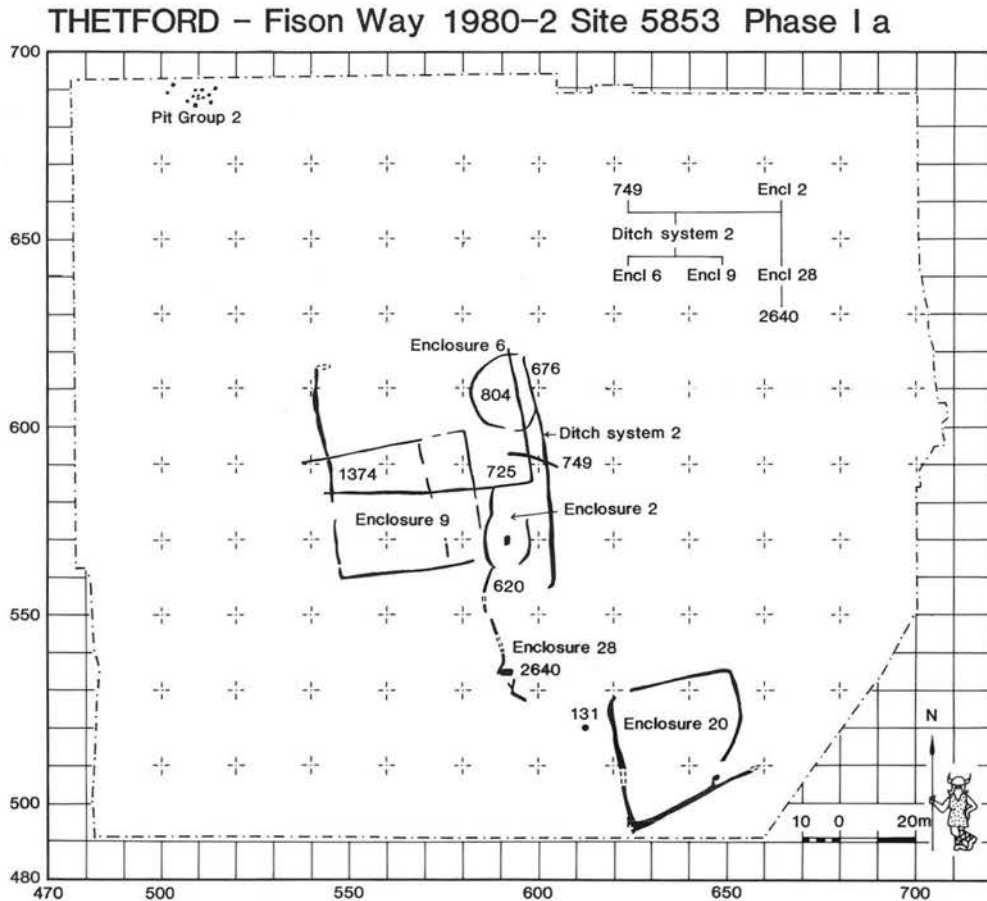 THETFORD – Fison Way 1980–2 Site 5853 Phase I a
700
Pit Group 2
749 Encl 2
650
Ditch system 2
Encl 6 Encl 9 Encl 28
2640
Enclosure 6
676
804
600
Ditch system 2
1374 725 749
Enclosure 2
Enclosure 9
620
550
Enclosure 28
2640
131
Enclosure 20
N
500
10 0 20m
480
470 500 550 600 650 700